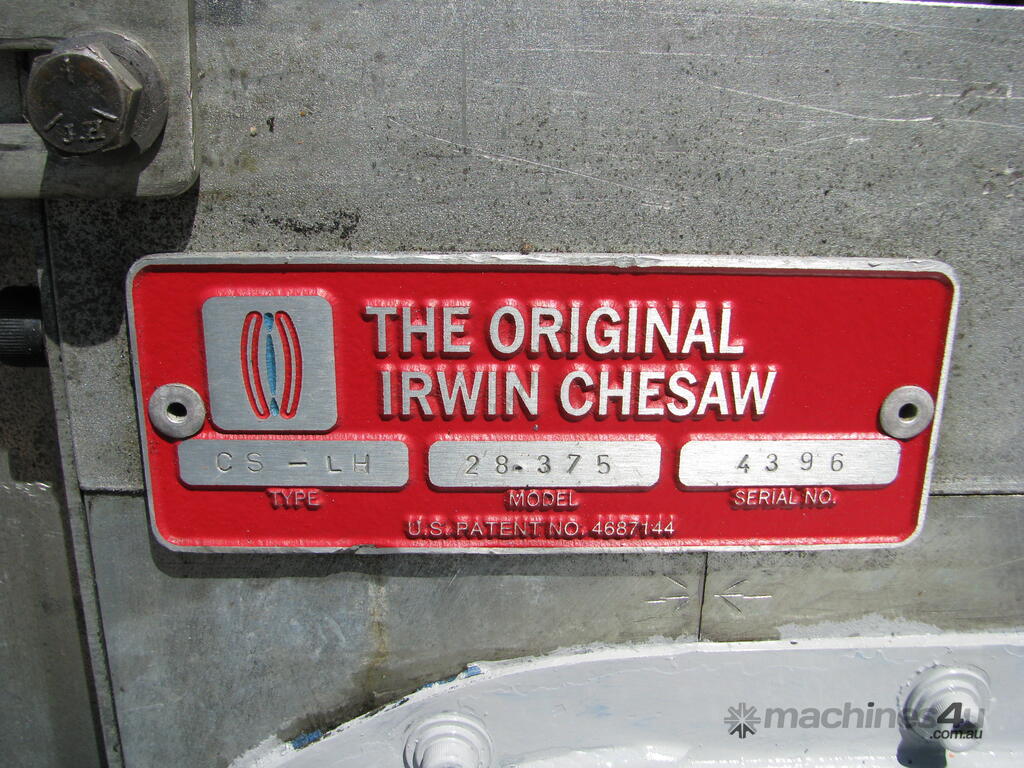 THE ORIGINAL
IRWIN CHESAW
CS-LH
28.375
4396
TYPE
MODEL
SERIAL NO.
U.S. PATENT NO. 4687144
machines4u
.com.au